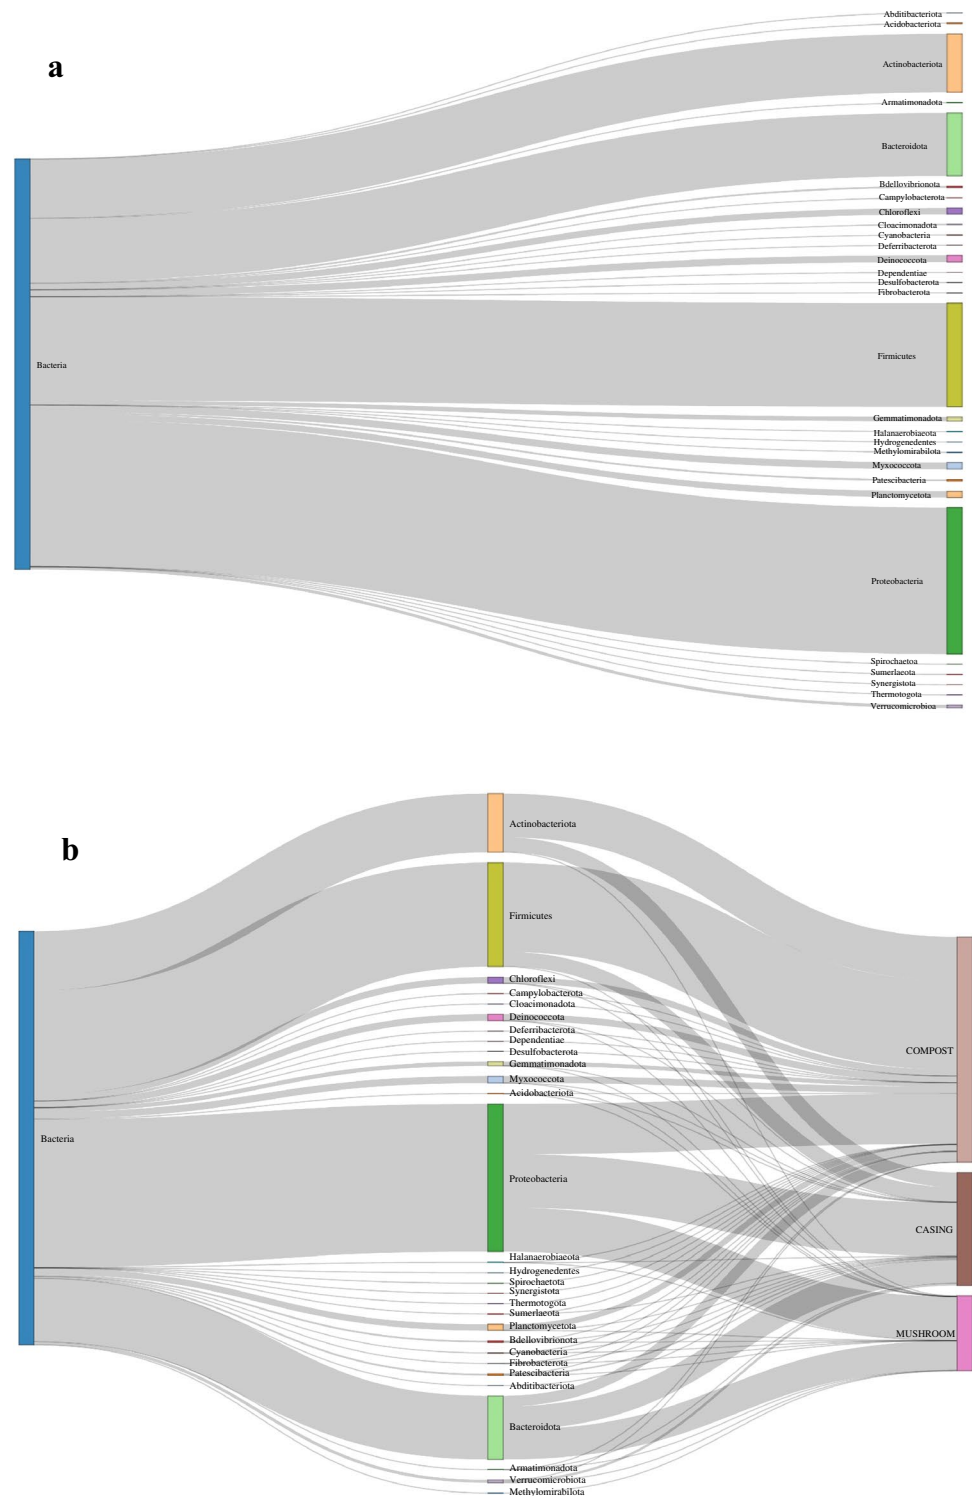 a
Abditibacteriota
Acidobacteriota
Actinobacteriota
Armatimonadota
Bacteroidota
Bdellovibrionota
Campylobacterota
Chloroflexi
Cloacimonadota
Cyanobacteria
Deferribacterota
Deinococcota
Dependentiae
Desulfobacterota
Fibrobacterota
Bacteria
Firmicutes
Gemmatimonadota
Halanaerobiaeota
Hydrogenedentes
Methylomirabilota
Myxococcota
Patescibacteria
Planctomycetota
Proteobacteria
Spirochaetoa
Sumerlaeota
Synergistota
Thermotogota
Verrucomicrobioa
b
Actinobacteriota
Firmicutes
Chloroflexi
Campylobacterota
Cloacimonadota
Deinococcota
Deferribacterota
Dependentiae
Desulfobacterota
Gemmatimonadota
Myxococcota
Acidobacteriota
Bacteria
Proteobacteria
Halanaerobiaeota
Hydrogenedentes
Spirochaetota
Synergistota
Thermotogota
Sumerlaeota
Planctomycetota
Bdellovibrionota
Cyanobacteria
Fibrobacterota
Patescibacteria
Abditibacteriota
Bacteroidota
Armatimonadota
Verrucomicrobiota
Methylomirabilota
COMPOST
CASING
MUSHROOM